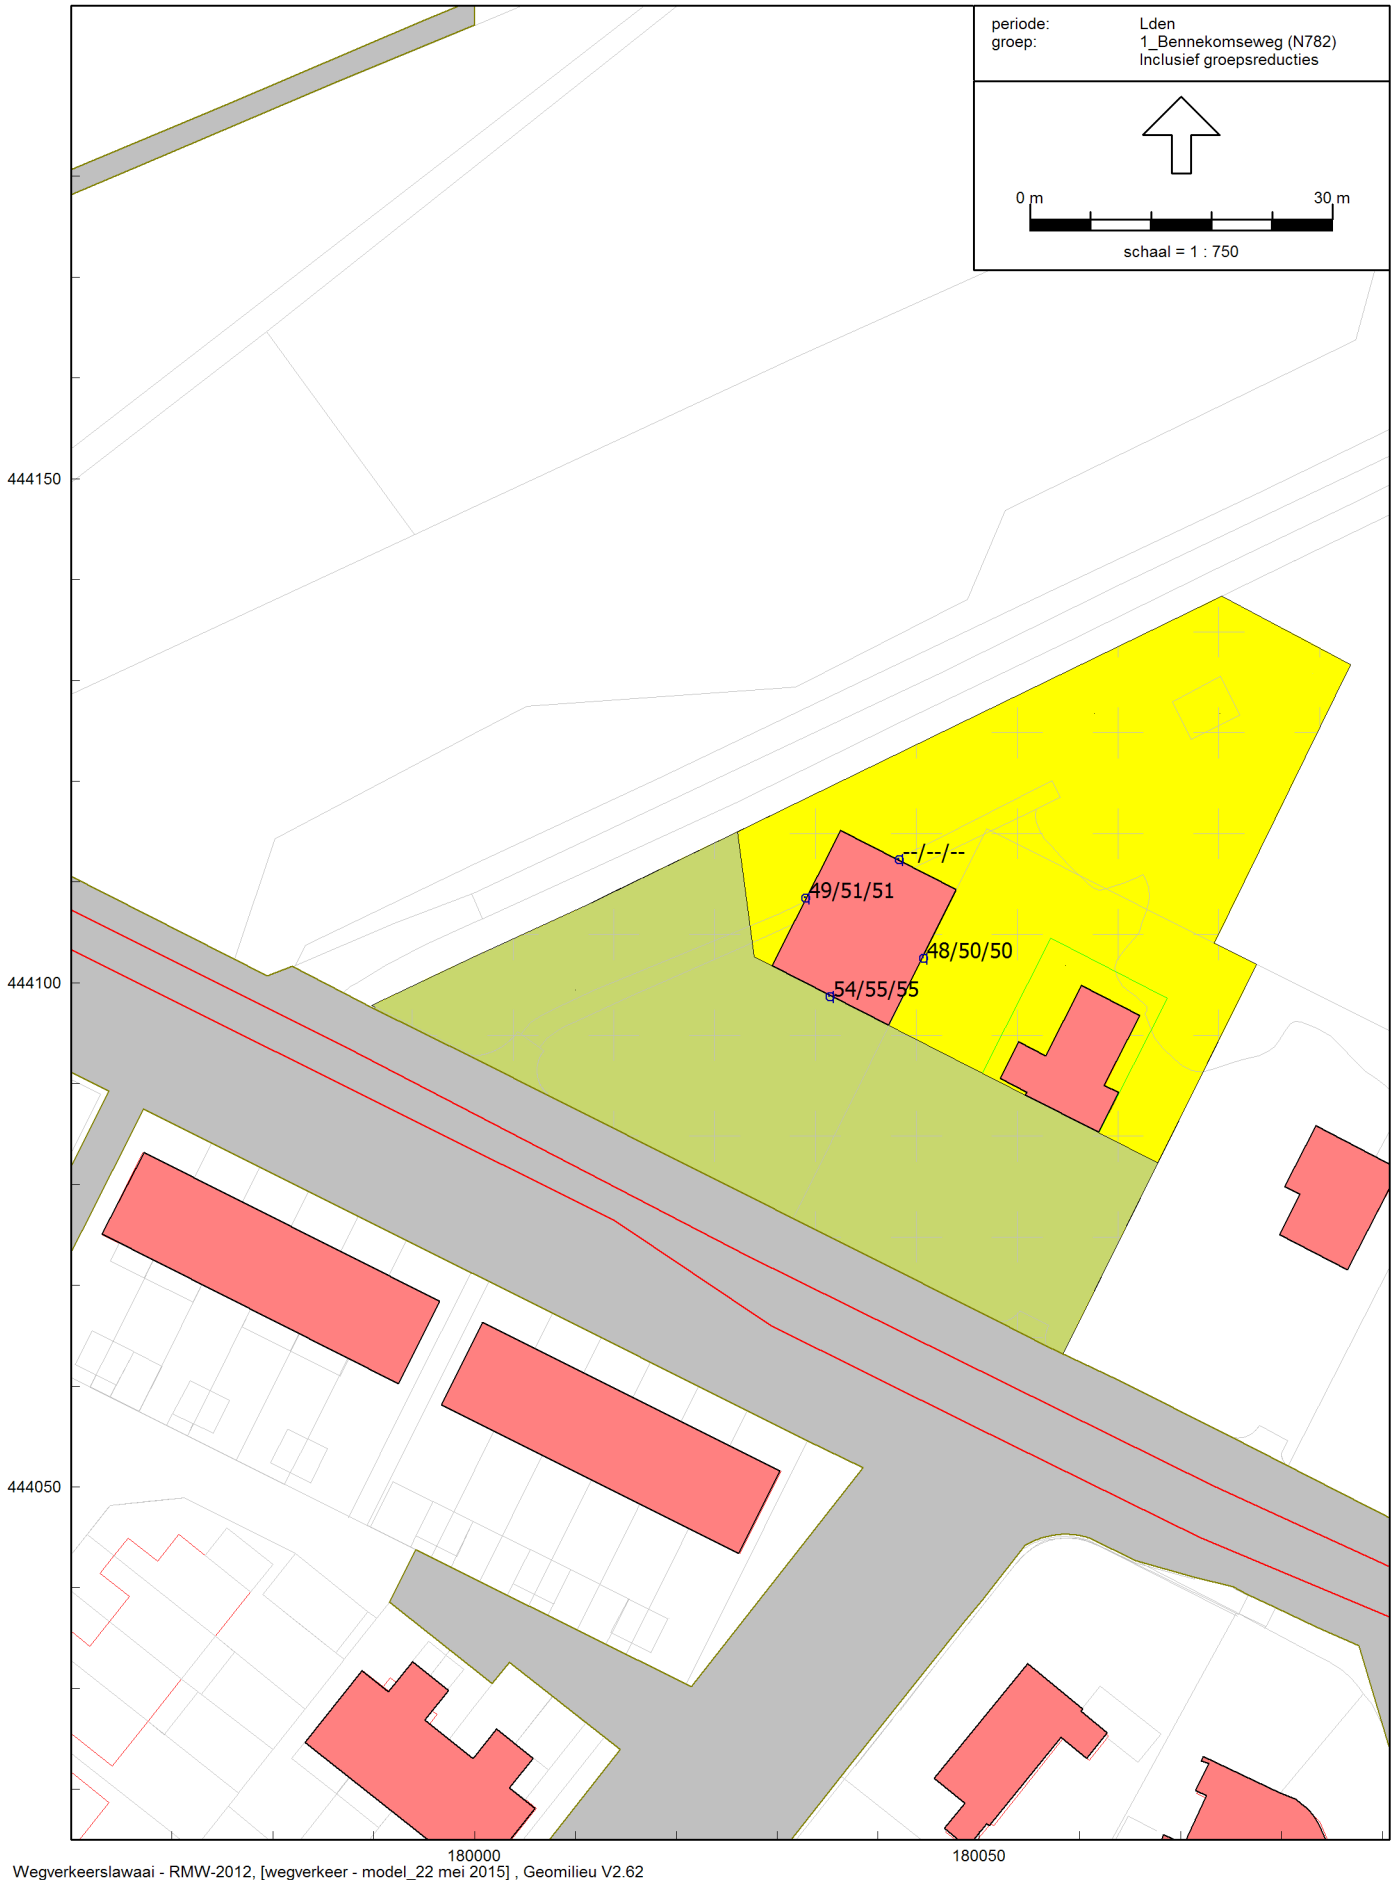 periode: Lden
groep: 1_Bennekomseweg (N782)
Inclusief groepsreducties
0 m 30 m
schaal = 1 : 750
444150
--/--/--
49/51/51
48/50/50
444100
54/55/55
444050
180000 180050
Wegverkeerslawaai - RMW-2012, [wegverkeer - model_22 mei 2015] , Geomilieu V2.62